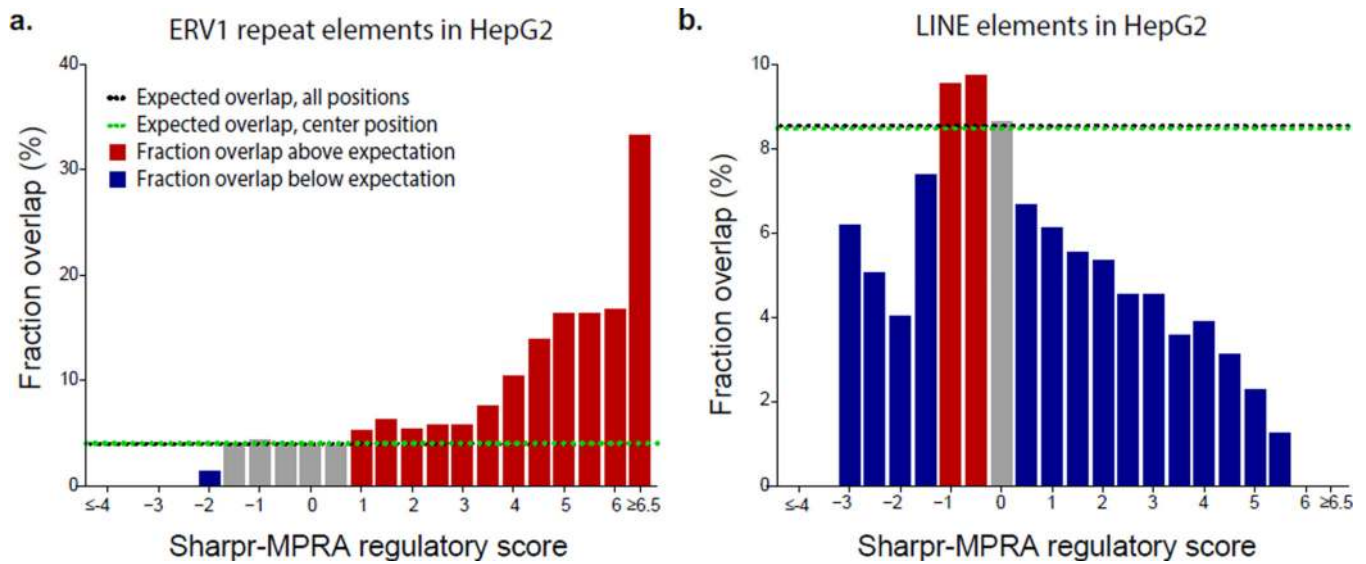 a.
ERV1 repeat elements in HepG2
Fraction overlap (%)
40
30
20
10
0
Expected overlap, all positions
Expected overlap, center position
Fraction overlap above expectation
Fraction overlap below expectation
≤-4 −3 −2 −1 0 1 2 3 4 5 6 ≥6.5
Sharpr-MPRA regulatory score
b.
LINE elements in HepG2
Fraction overlap (%)
10
8
6
4
2
0
≤-4 −3 −2 −1 0 1 2 3 4 5 6 ≥6.5
Sharpr-MPRA regulatory score